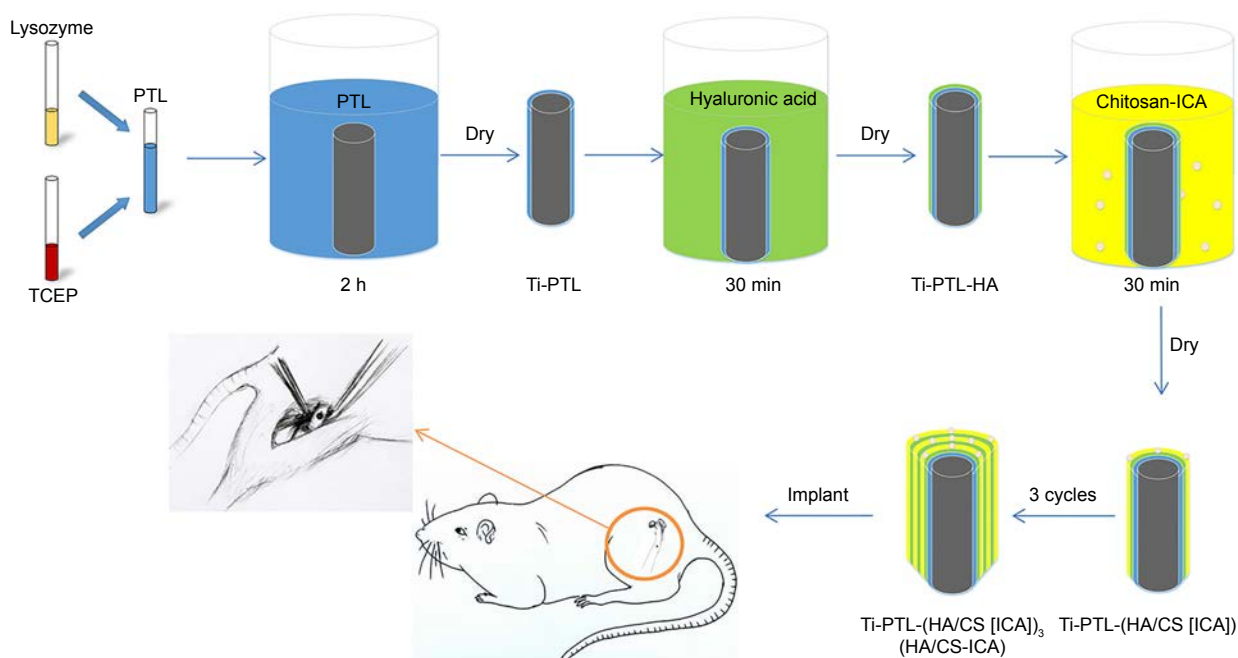 Lysozyme
PTL
TCEP
PTL
2 h
Dry
Ti-PTL
Hyaluronic acid
30 min
Dry
Ti-PTL-HA
Chitosan-ICA
30 min
Dry
Implant
3 cycles
Ti-PTL-(HA/CS [ICA])₃
(HA/CS-ICA)
Ti-PTL-(HA/CS [ICA])